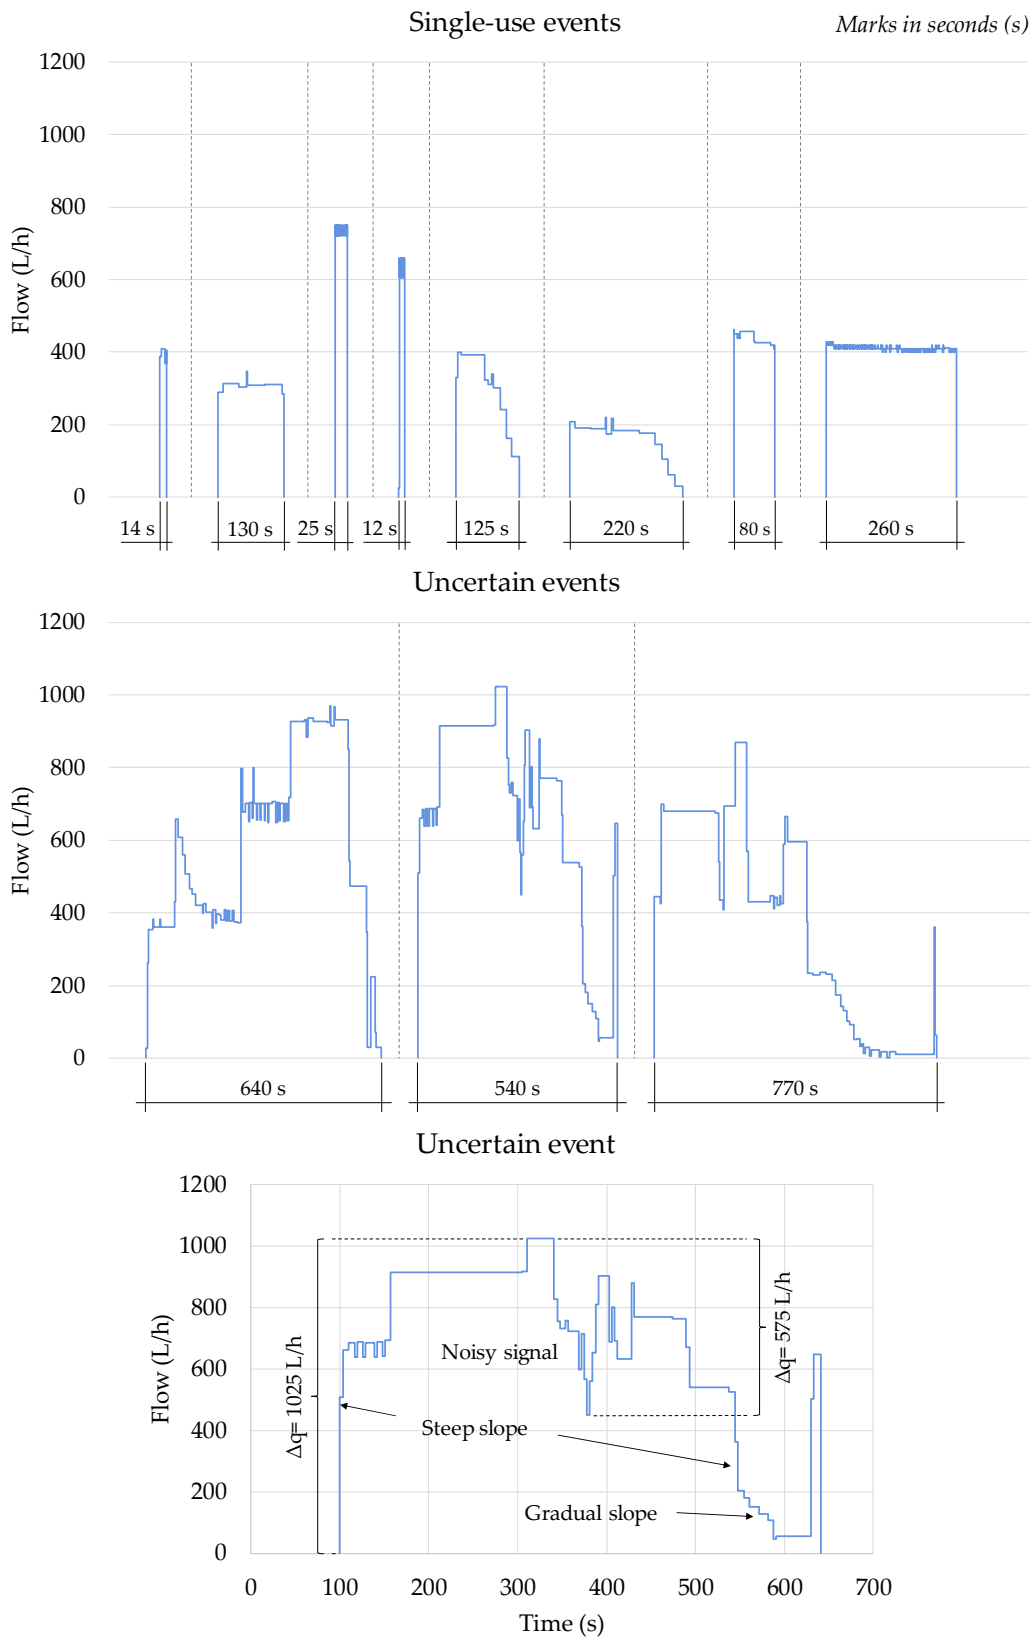 Single-use events
Marks in seconds (s)
1200
1000
800
600
400
200
0
Flow (L/h)
14 s
130 s
25 s
12 s
125 s
220 s
80 s
260 s
Uncertain events
1200
1000
800
600
400
200
0
Flow (L/h)
640 s
540 s
770 s
Uncertain event
1200
1000
800
600
400
200
0
Flow (L/h)
Δq= 1025 L/h
Δq= 575 L/h
Noisy signal
Steep slope
Gradual slope
0 100 200 300 400 500 600 700
Time (s)